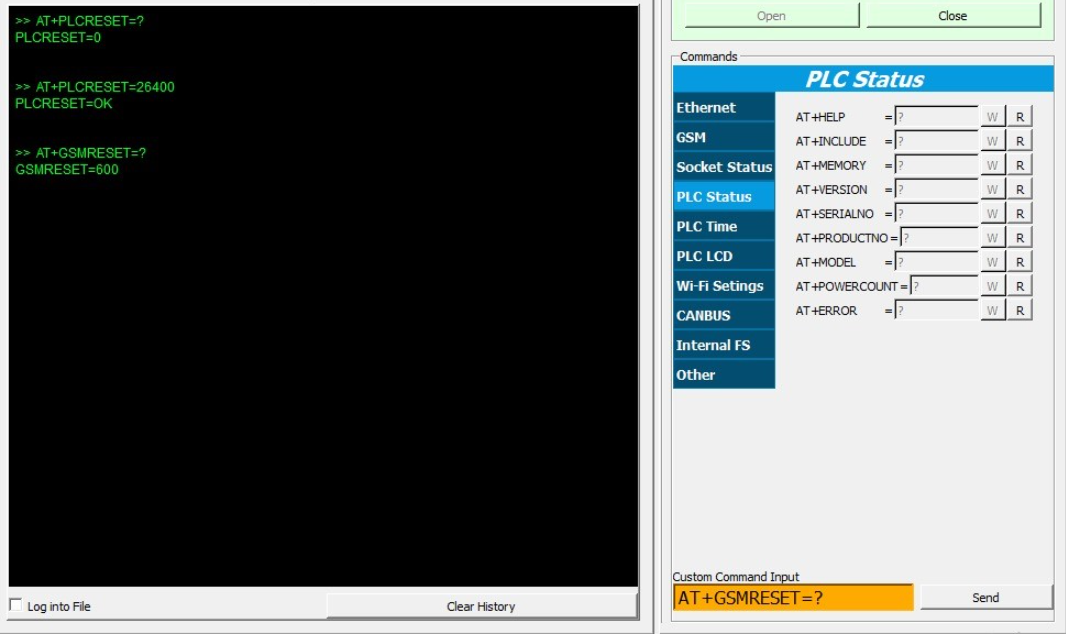 >> AT+PLCRESET=?
PLCRESET=0
>> AT+PLCRESET=26400
PLCRESET=OK
>> AT+GSMRESET=?
GSMRESET=600
Log into File
Clear History
Open
Close
Commands
PLC Status
Ethernet
GSM
Socket Status
PLC Status
PLC Time
PLC LCD
Wi-Fi Setings
CANBUS
Internal FS
Other
AT+HELP =? W R
AT+INCLUDE =? W R
AT+MEMORY =? W R
AT+VERSION =? W R
AT+SERIALNO =? W R
AT+PRODUCTNO=? W R
AT+MODEL =? W R
AT+POWERCOUNT=? W R
AT+ERROR =? W R
Custom Command Input
AT+GSMRESET=?
Send